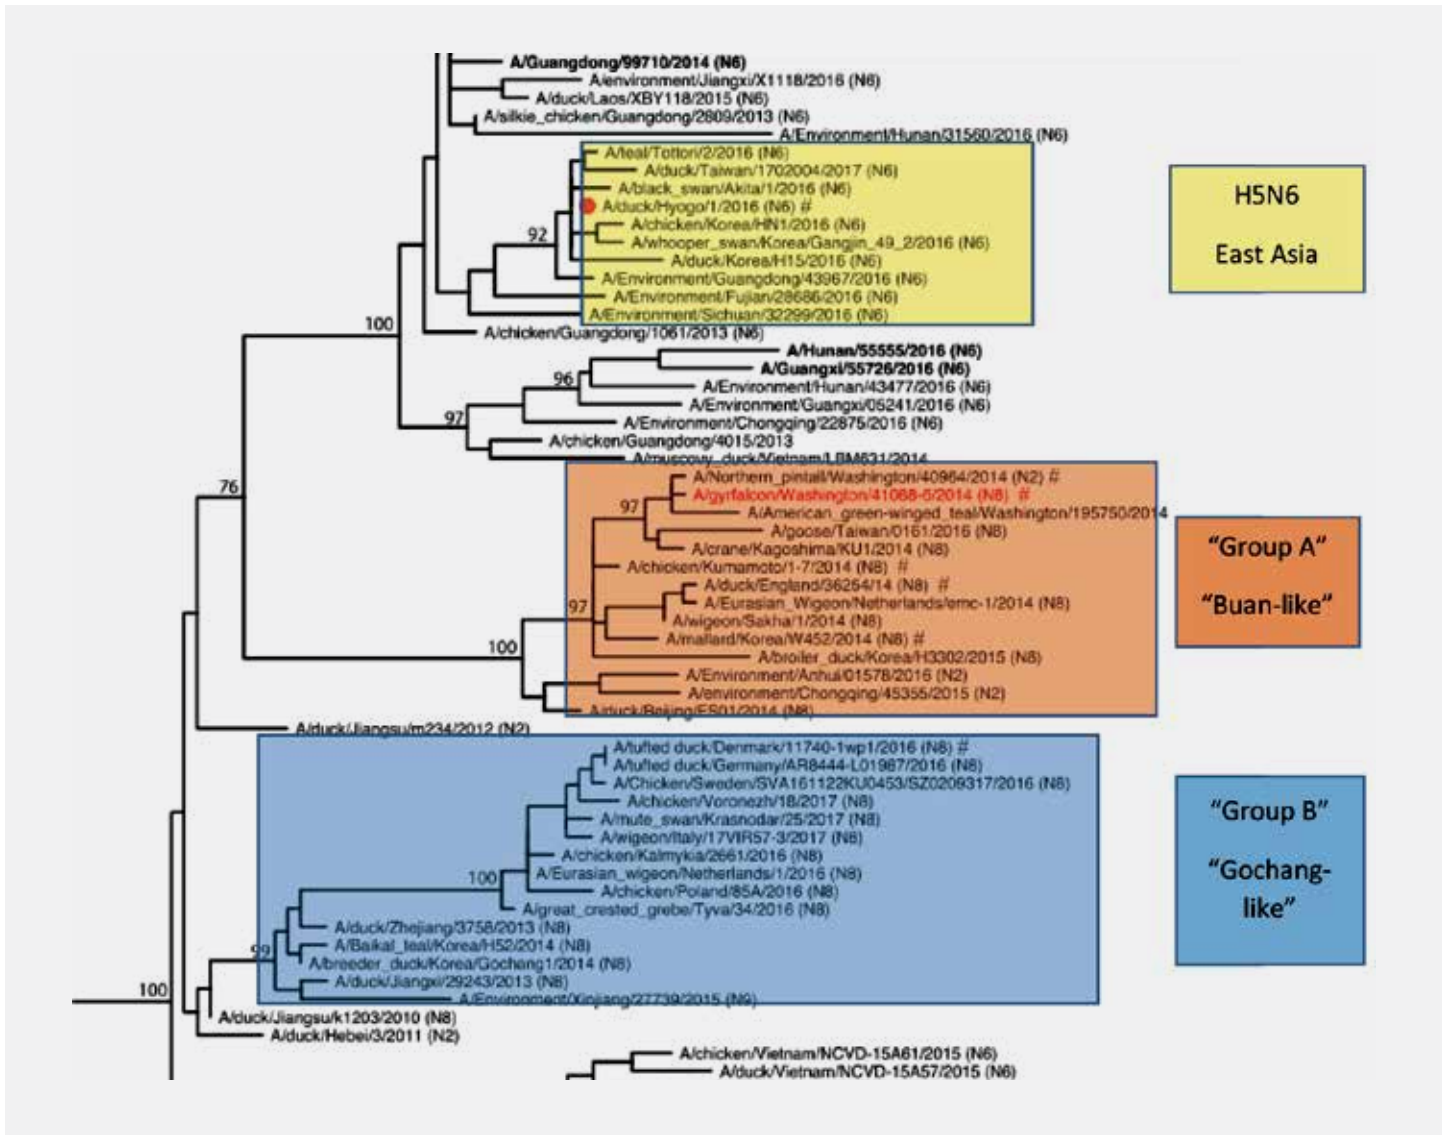 A/Guangdong/99710/2014 (N6)
A/environment/Jiangxi/X1118/2016 (N6)
A/duck/Laos/XBY118/2015 (N6)
A/silkie_chicken/Guangdong/2809/2013 (N6)
A/Environment/Hunan/31560/2016 (N6)
A/teal/Tottori/2/2016 (N6)
A/duck/Taiwan/1702004/2017 (N6)
A/black_swan/Akita/1/2016 (N6)
A/duck/Hyogo/1/2016 (N6) #
A/chicken/Korea/HN1/2016 (N6)
92
A/whooper_swan/Korea/Gangjin_49_2/2016 (N6)
A/duck/Korea/H15/2016 (N6)
A/Environment/Guangdong/43967/2016 (N6)
A/Environment/Fujian/28686/2016 (N6)
A/Environment/Sichuan/32299/2016 (N6)
100
A/chicken/Guangdong/1061/2013 (N6)
H5N6
East Asia
A/Hunan/55555/2016 (N6)
A/Guangxi/55726/2016 (N6)
96
A/Environment/Hunan/43477/2016 (N6)
A/Environment/Guangxi/05241/2016 (N6)
97
A/Environment/Chongqing/22875/2016 (N6)
A/chicken/Guangdong/4015/2013
A/muscovy_duck/Vietnam/LBM631/2014
76
A/Northern_pintail/Washington/40964/2014 (N2) #
A/gyrfalcon/Washington/41088-6/2014 (N8) #
97
A/American_green-winged_teal/Washington/195750/2014
A/goose/Taiwan/0161/2016 (N8)
A/crane/Kagoshima/KU1/2014 (N8)
A/chicken/Kumamoto/1-7/2014 (N8) #
A/duck/England/36254/14 (N8) #
97
A/Eurasian_Wigeon/Netherlands/emc-1/2014 (N8)
A/wigeon/Sakha/1/2014 (N8)
A/mallard/Korea/W452/2014 (N8) #
100
A/broiler_duck/Korea/H3302/2015 (N8)
A/Environment/Anhui/01578/2016 (N2)
A/environment/Chongqing/45355/2015 (N2)
A/duck/Beijing/FS01/2014 (N8)
"Group A"
"Buan-like"
A/duck/Jiangsu/m234/2012 (N2)
A/tufted duck/Denmark/11740-1wp1/2016 (N8) #
A/tufted duck/Germany/AR8444-L01987/2016 (N8)
A/Chicken/Sweden/SVA161122KU0453/SZ0209317/2016 (N8)
A/chicken/Voronezh/18/2017 (N8)
A/mute_swan/Krasnodar/25/2017 (N8)
A/wigeon/Italy/17VIR57-3/2017 (N8)
A/chicken/Kalmykia/2661/2016 (N8)
100
A/Eurasian_wigeon/Netherlands/1/2016 (N8)
A/chicken/Poland/85A/2016 (N8)
A/great_crested_grebe/Tyva/34/2016 (N8)
A/duck/Zhejiang/3758/2013 (N8)
99
A/Baikal_teal/Korea/H52/2014 (N8)
A/breeder_duck/Korea/Gochang1/2014 (N8)
A/duck/Jiangxi/29243/2013 (N8)
A/Environment/Xinjiang/27739/2015 (N9)
"Group B"
"Gochang-
like"
100
A/duck/Jiangsu/k1203/2010 (N8)
A/duck/Hebei/3/2011 (N2)
A/chicken/Vietnam/NCVD-15A61/2015 (N6)
A/duck/Vietnam/NCVD-15A57/2015 (N6)